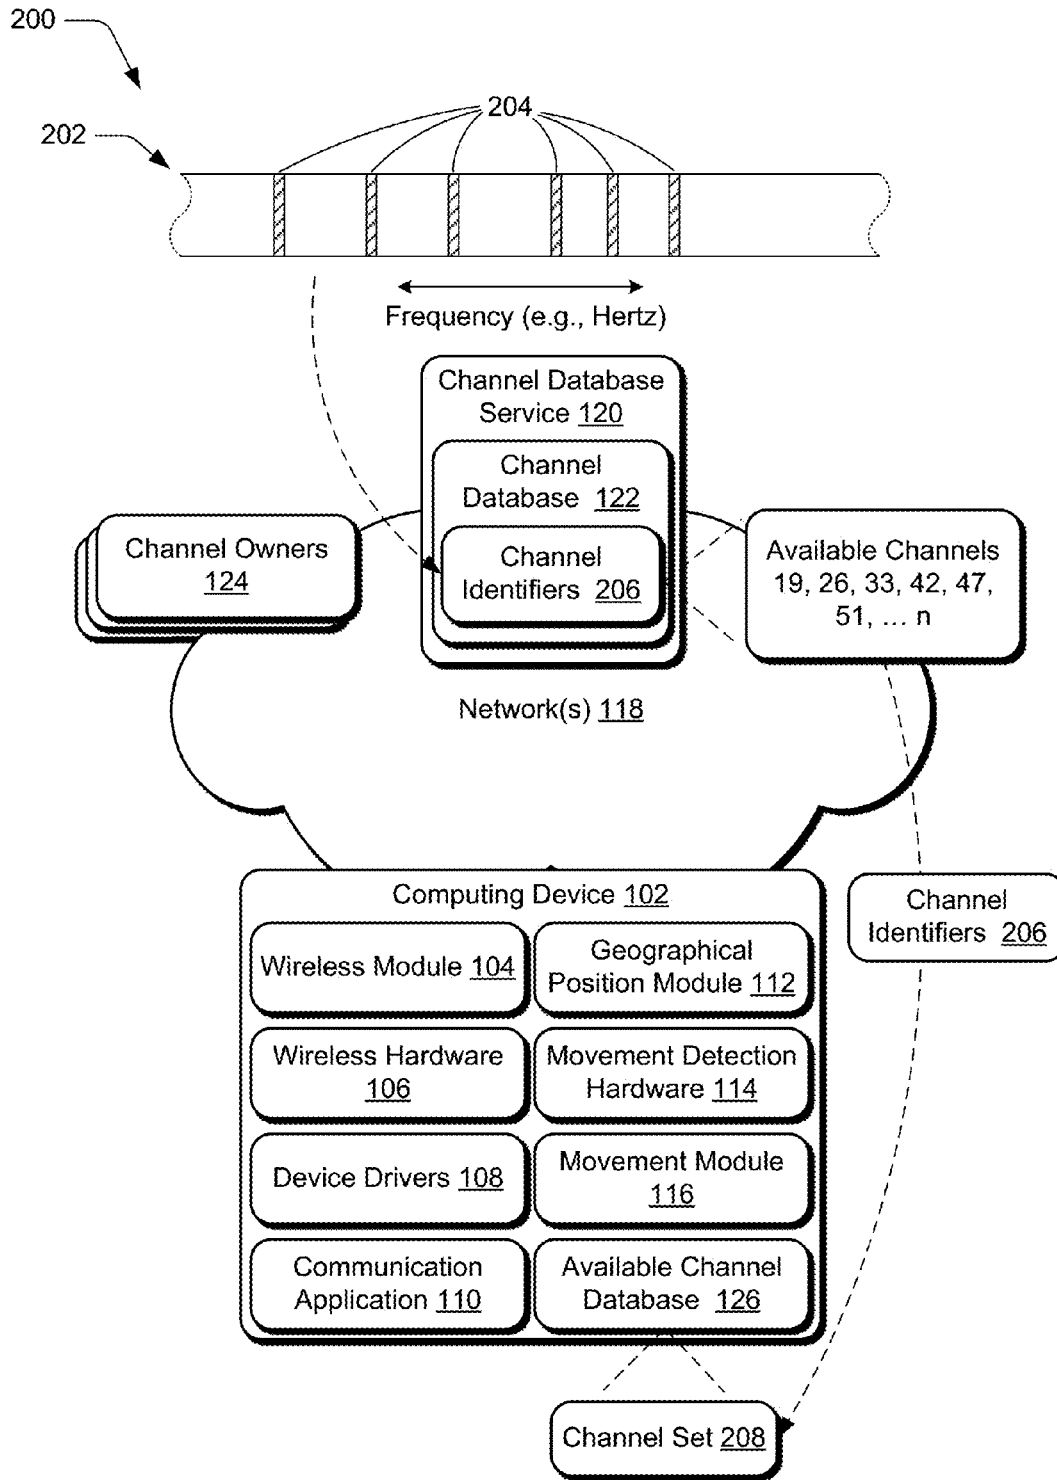 200
204
202
Frequency (e.g., Hertz)
Channel Database
Service 120
Channel
Database 122
Channel
Identifiers 206
Channel Owners
124
Available Channels
19, 26, 33, 42, 47,
51, … n
Network(s) 118
Computing Device 102
Wireless Module 104
Geographical
Position Module 112
Channel
Identifiers 206
Wireless Hardware
106
Movement Detection
Hardware 114
Device Drivers 108
Movement Module
116
Communication
Application 110
Available Channel
Database 126
Channel Set 208